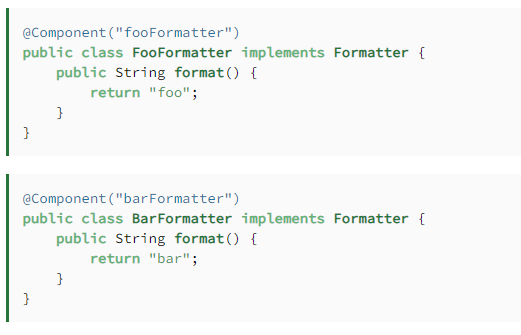 @Component("fooFormatter")
public class FooFormatter implements Formatter {
    public String format() {
        return "foo";
    }
}
@Component("barFormatter")
public class BarFormatter implements Formatter {
    public String format() {
        return "bar";
    }
}